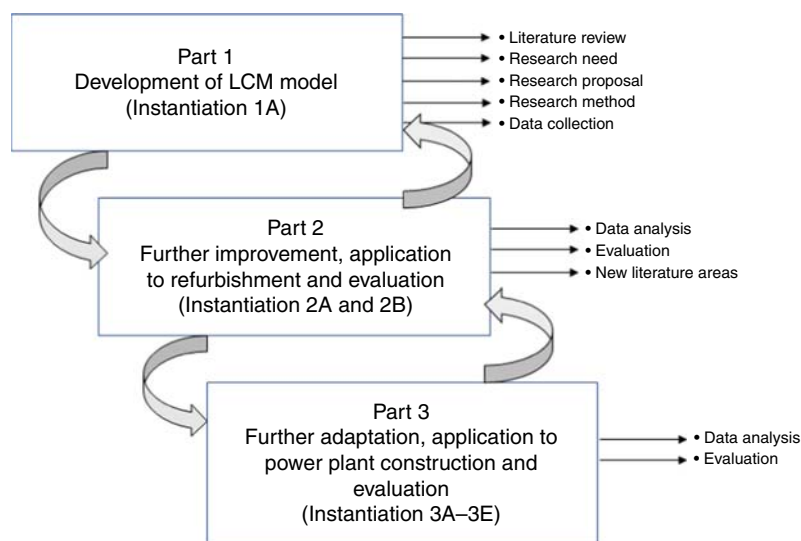 Part 1
Development of LCM model
(Instantiation 1A)
• Literature review
• Research need
• Research proposal
• Research method
• Data collection
Part 2
Further improvement, application
to refurbishment and evaluation
(Instantiation 2A and 2B)
• Data analysis
• Evaluation
• New literature areas
Part 3
Further adaptation, application to
power plant construction and
evaluation
(Instantiation 3A–3E)
• Data analysis
• Evaluation